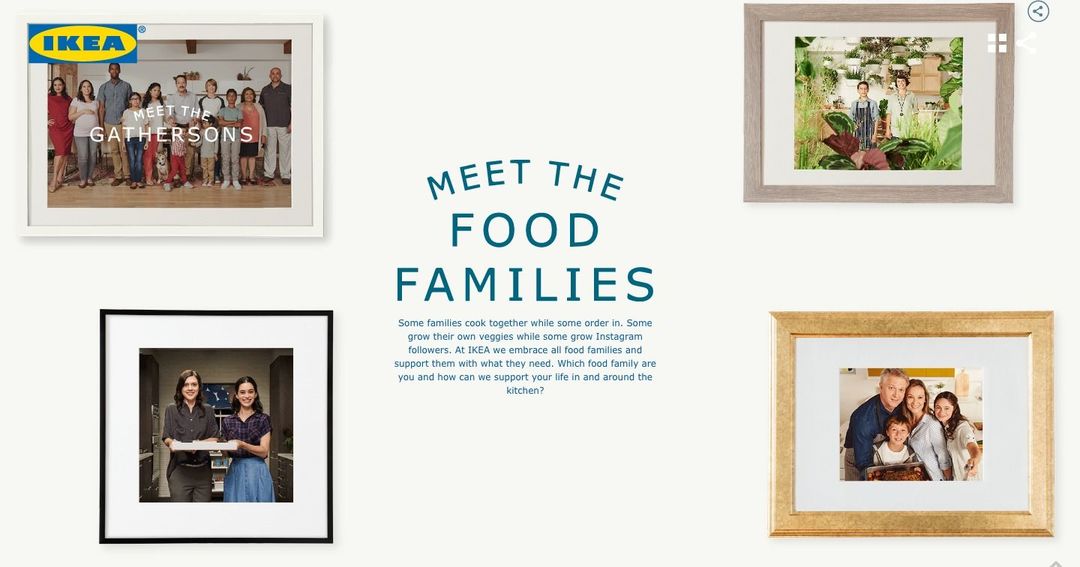 IKEA®
MEET THE
GATHERSONS
MEET THE
FOOD
FAMILIES
Some families cook together while some order in. Some
grow their own veggies while some grow Instagram
followers. At IKEA we embrace all food families and
support them with what they need. Which food family are
you and how can we support your life in and around the
kitchen?